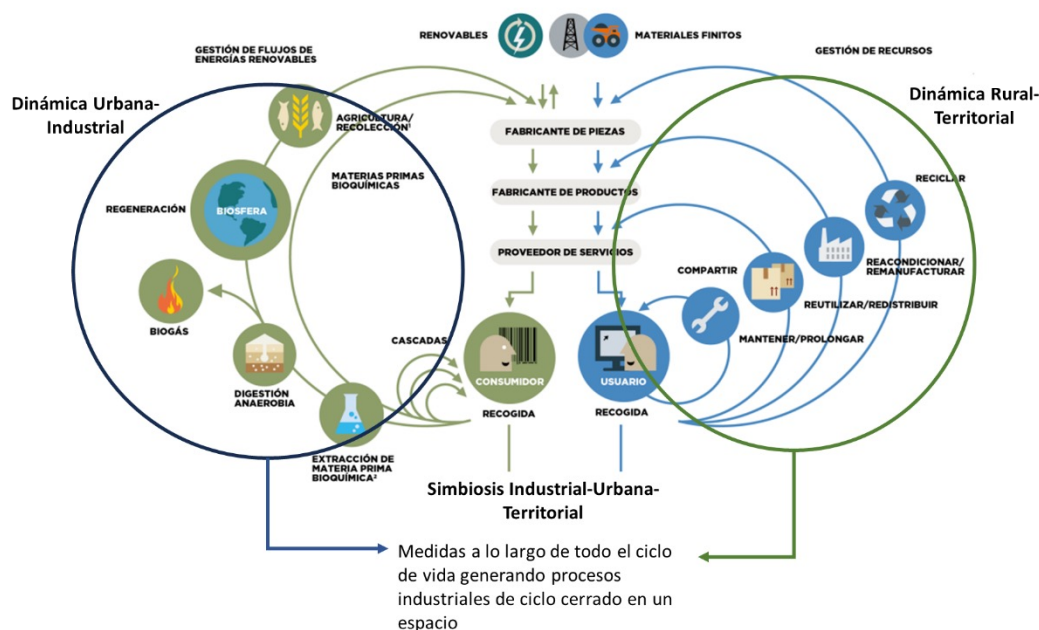 RENOVABLES
MATERIALES FINITOS
GESTIÓN DE FLUJOS DE
ENERGÍAS RENOVABLES
GESTIÓN DE RECURSOS
Dinámica Urbana-
Industrial
Dinámica Rural-
Territorial
AGRICULTURA/
RECOLECCIÓN¹
MATERIAS PRIMAS
BIOQUÍMICAS
REGENERACIÓN
BIOSFERA
BIOGÁS
DIGESTIÓN
ANAEROBIA
EXTRACCIÓN DE
MATERIA PRIMA
BIOQUÍMICA²
CASCADAS
FABRICANTE DE PIEZAS
FABRICANTE DE PRODUCTOS
PROVEEDOR DE SERVICIOS
CONSUMIDOR
RECOGIDA
USUARIO
RECOGIDA
COMPARTIR
MANTENER/PROLONGAR
REUTILIZAR/REDISTRIBUIR
REACONDICIONAR/
REMANUFACTURAR
RECICLAR
Simbiosis Industrial-Urbana-
Territorial
Medidas a lo largo de todo el ciclo
de vida generando procesos
industriales de ciclo cerrado en un
espacio